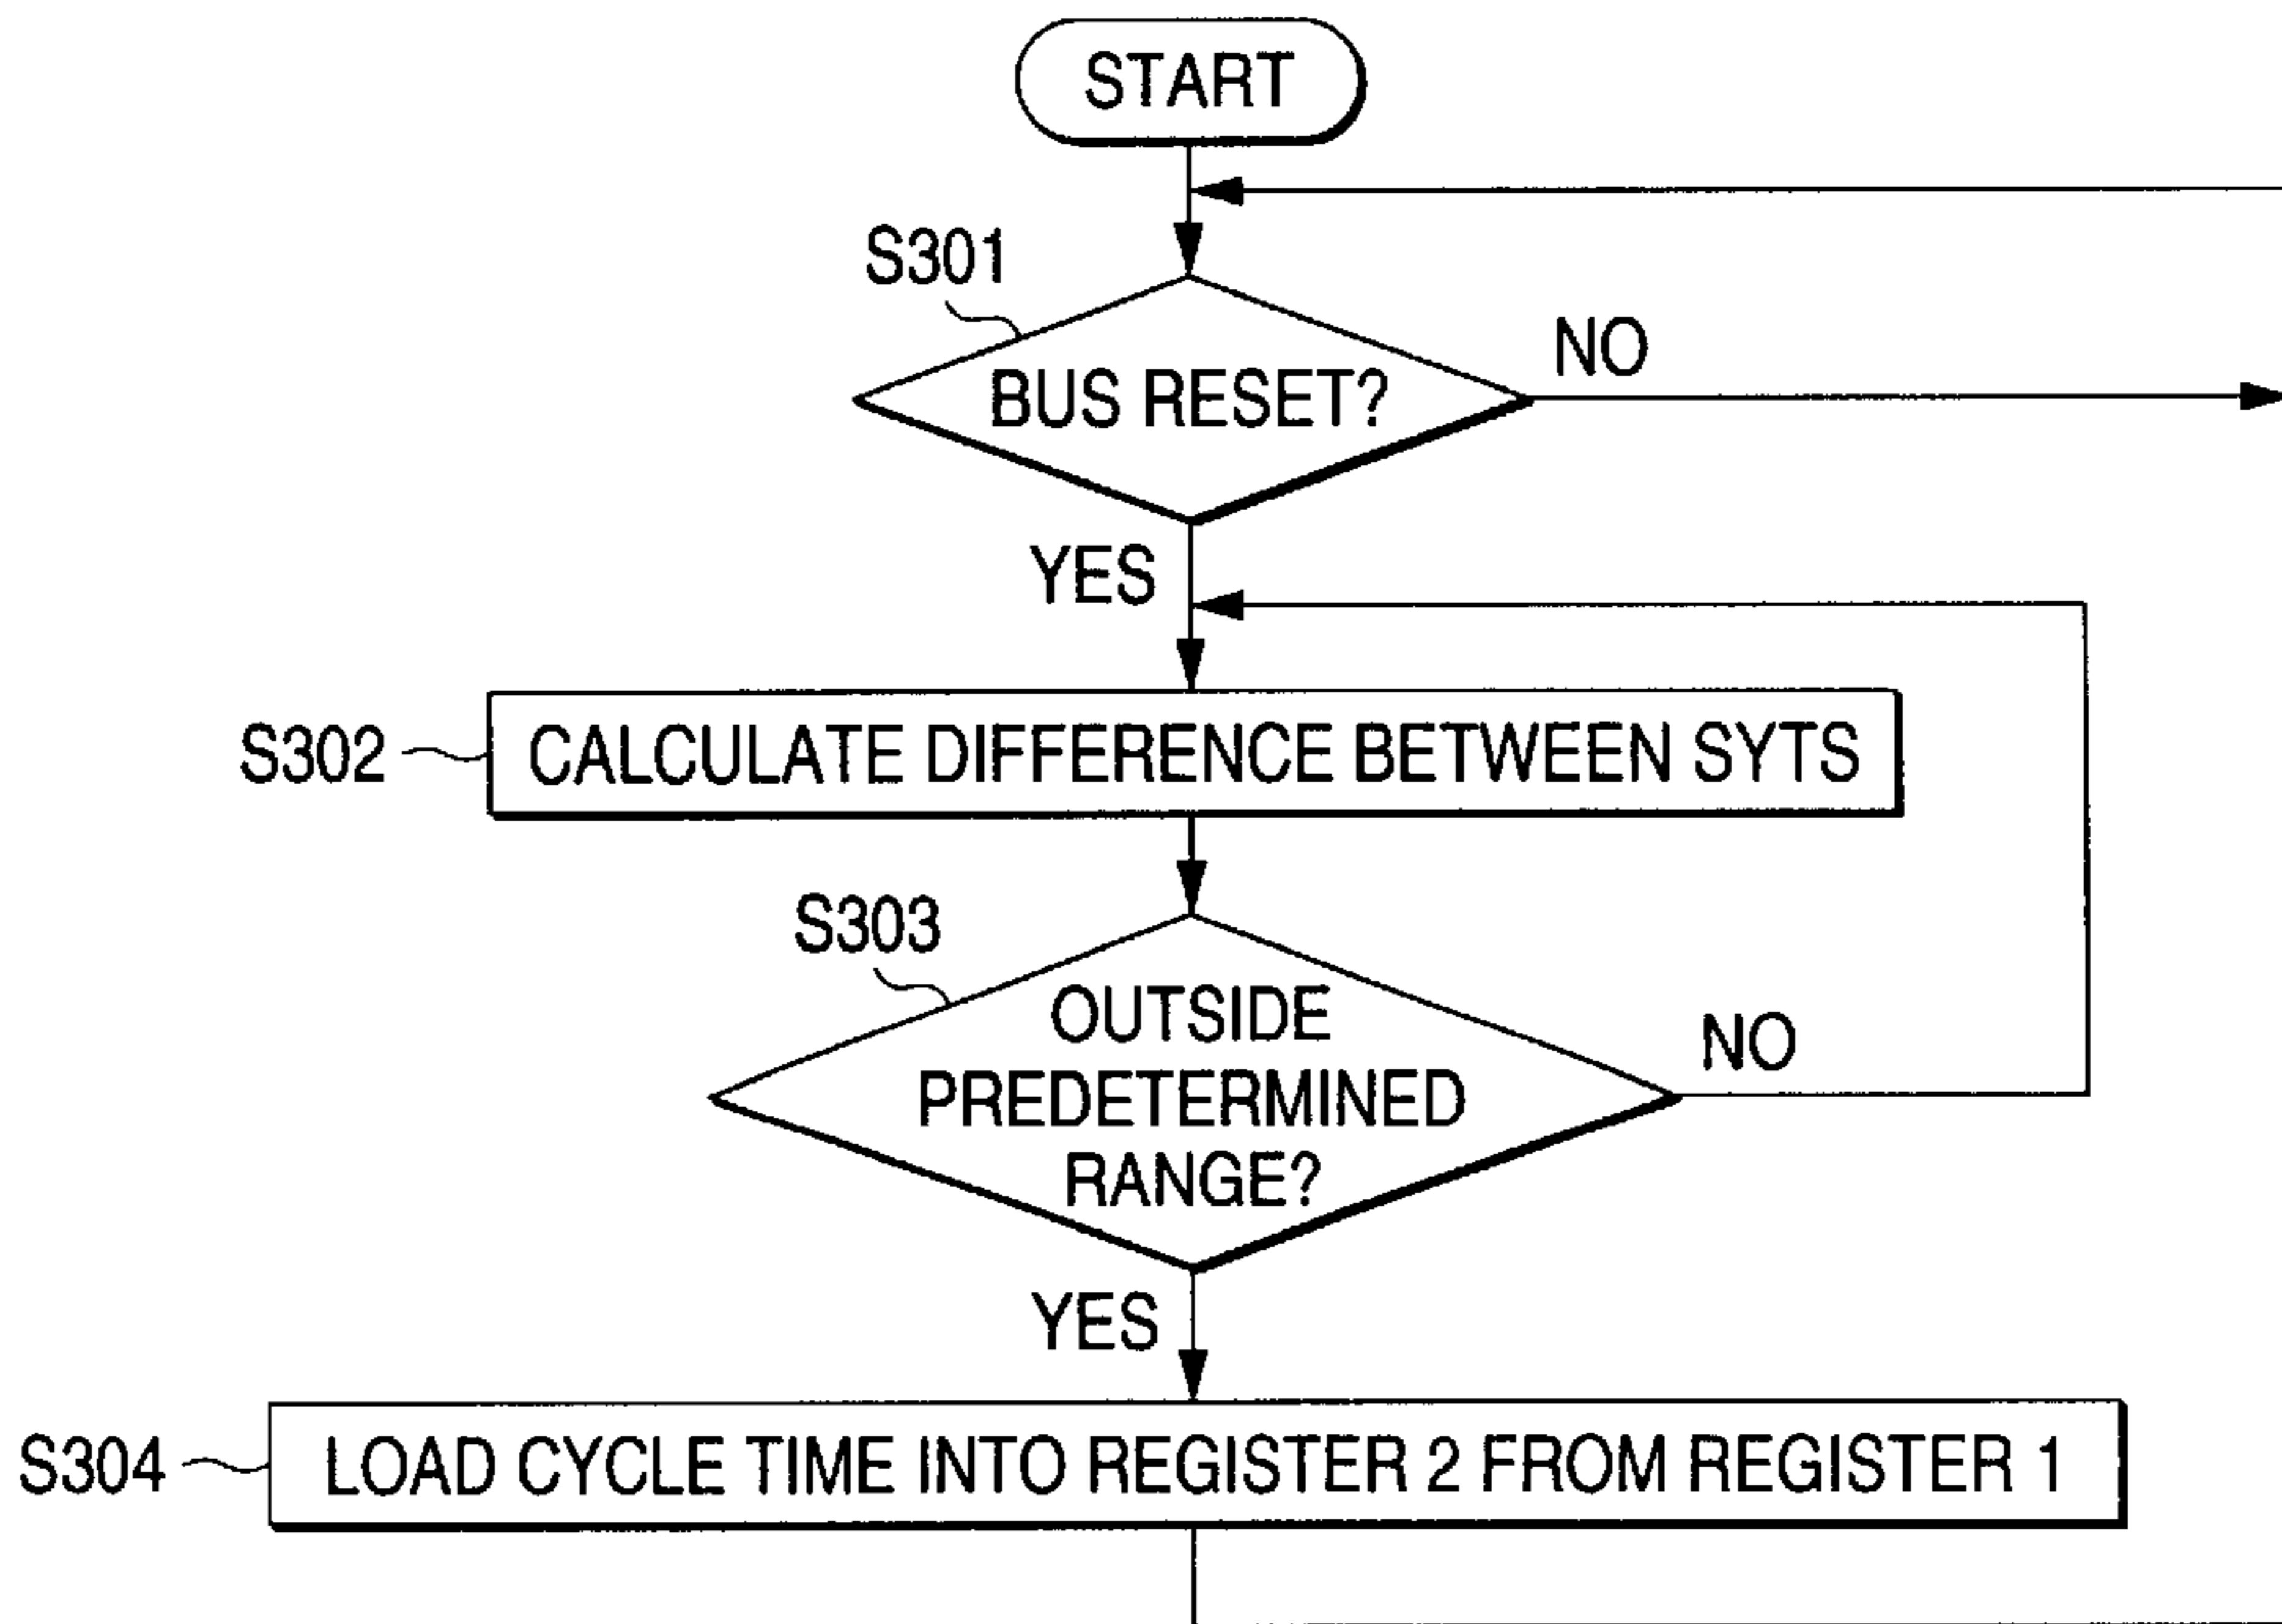 START
S301
BUS RESET?
NO
YES
S302
CALCULATE DIFFERENCE BETWEEN SYTS
S303
OUTSIDE
PREDETERMINED
RANGE?
NO
YES
S304
LOAD CYCLE TIME INTO REGISTER 2 FROM REGISTER 1